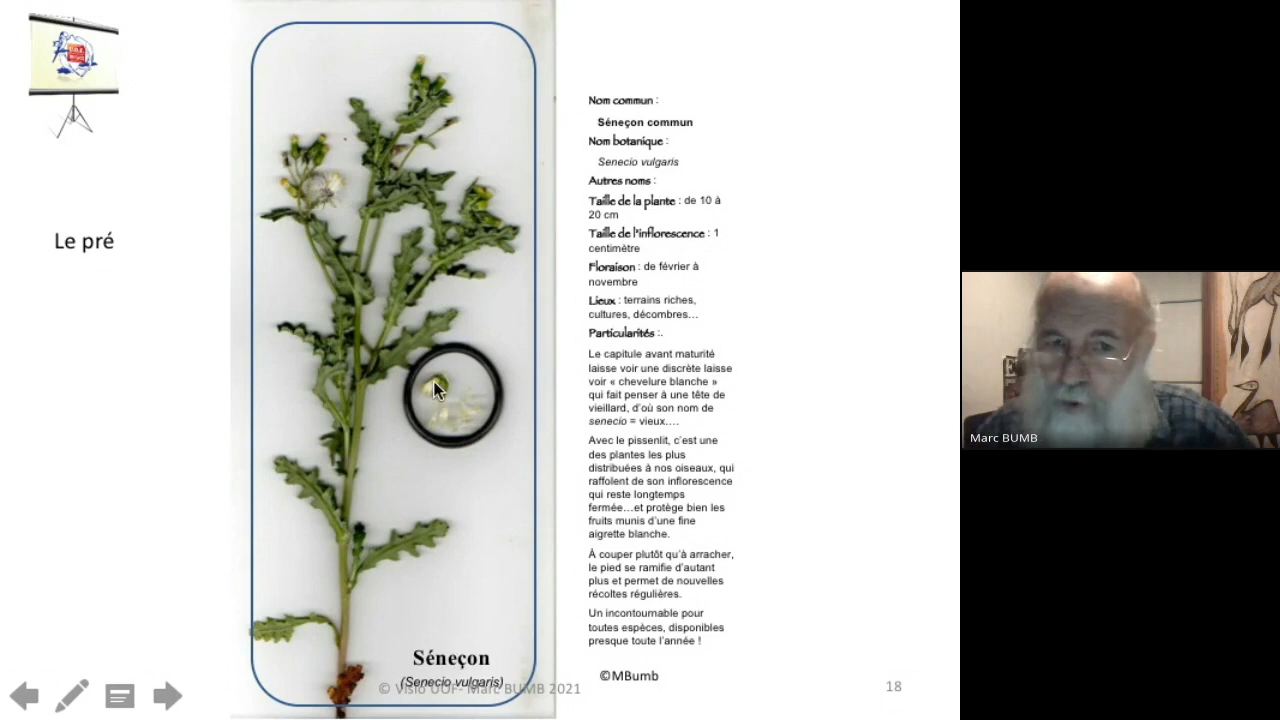 Le pré
Séneçon
(Senecio vulgaris)
© Visio UOF- Marc BUMB 2021
Nom commun :
Séneçon commun
Nom botanique :
Senecio vulgaris
Autres noms :
Taille de la plante : de 10 à
20 cm
Taille de l'inflorescence : 1
centimètre
Floraison : de février à
novembre
Lieux : terrains riches,
cultures, décombres…
Particularités :.
Le capitule avant maturité
laisse voir une discrète laisse
voir « chevelure blanche »
qui fait penser à une tête de
vieillard, d'où son nom de
senecio = vieux….
Avec le pissenlit, c'est une
des plantes les plus
distribuées à nos oiseaux, qui
raffolent de son inflorescence
qui reste longtemps
fermée…et protège bien les
fruits munis d'une fine
aigrette blanche.
À couper plutôt qu'à arracher,
le pied se ramifie d'autant
plus et permet de nouvelles
récoltes régulières.
Un incontournable pour
toutes espèces, disponibles
presque toute l'année !
©MBumb
18
Marc BUMB